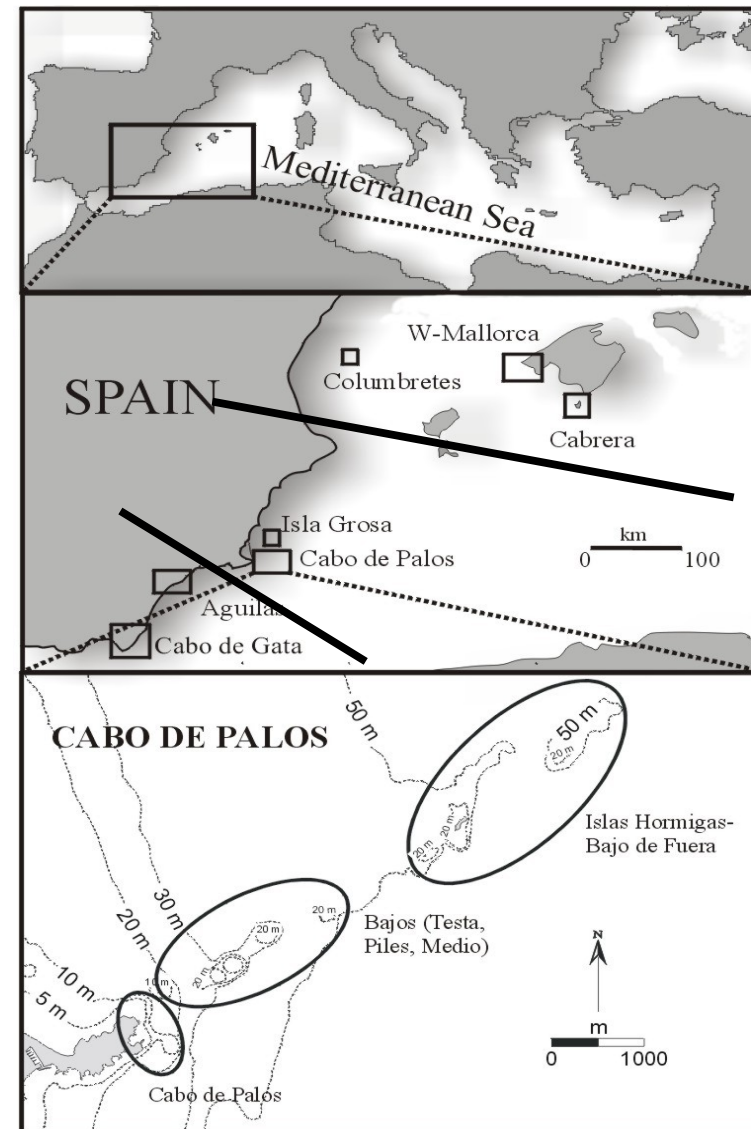 Mediterranean Sea
W-Mallorca
Columbretes
SPAIN
Cabrera
Isla Grosa
km
0 100
Cabo de Palos
Aguilas
Cabo de Gata
50 m
CABO DE PALOS
50 m
20 m
Islas Hormigas-
Bajo de Fuera
20 m
20 m
30 m
20 m
20 m
20 m
Bajos (Testa,
Piles, Medio)
20 m
10 m
10 m
5 m
N
m
0 1000
Cabo de Palos